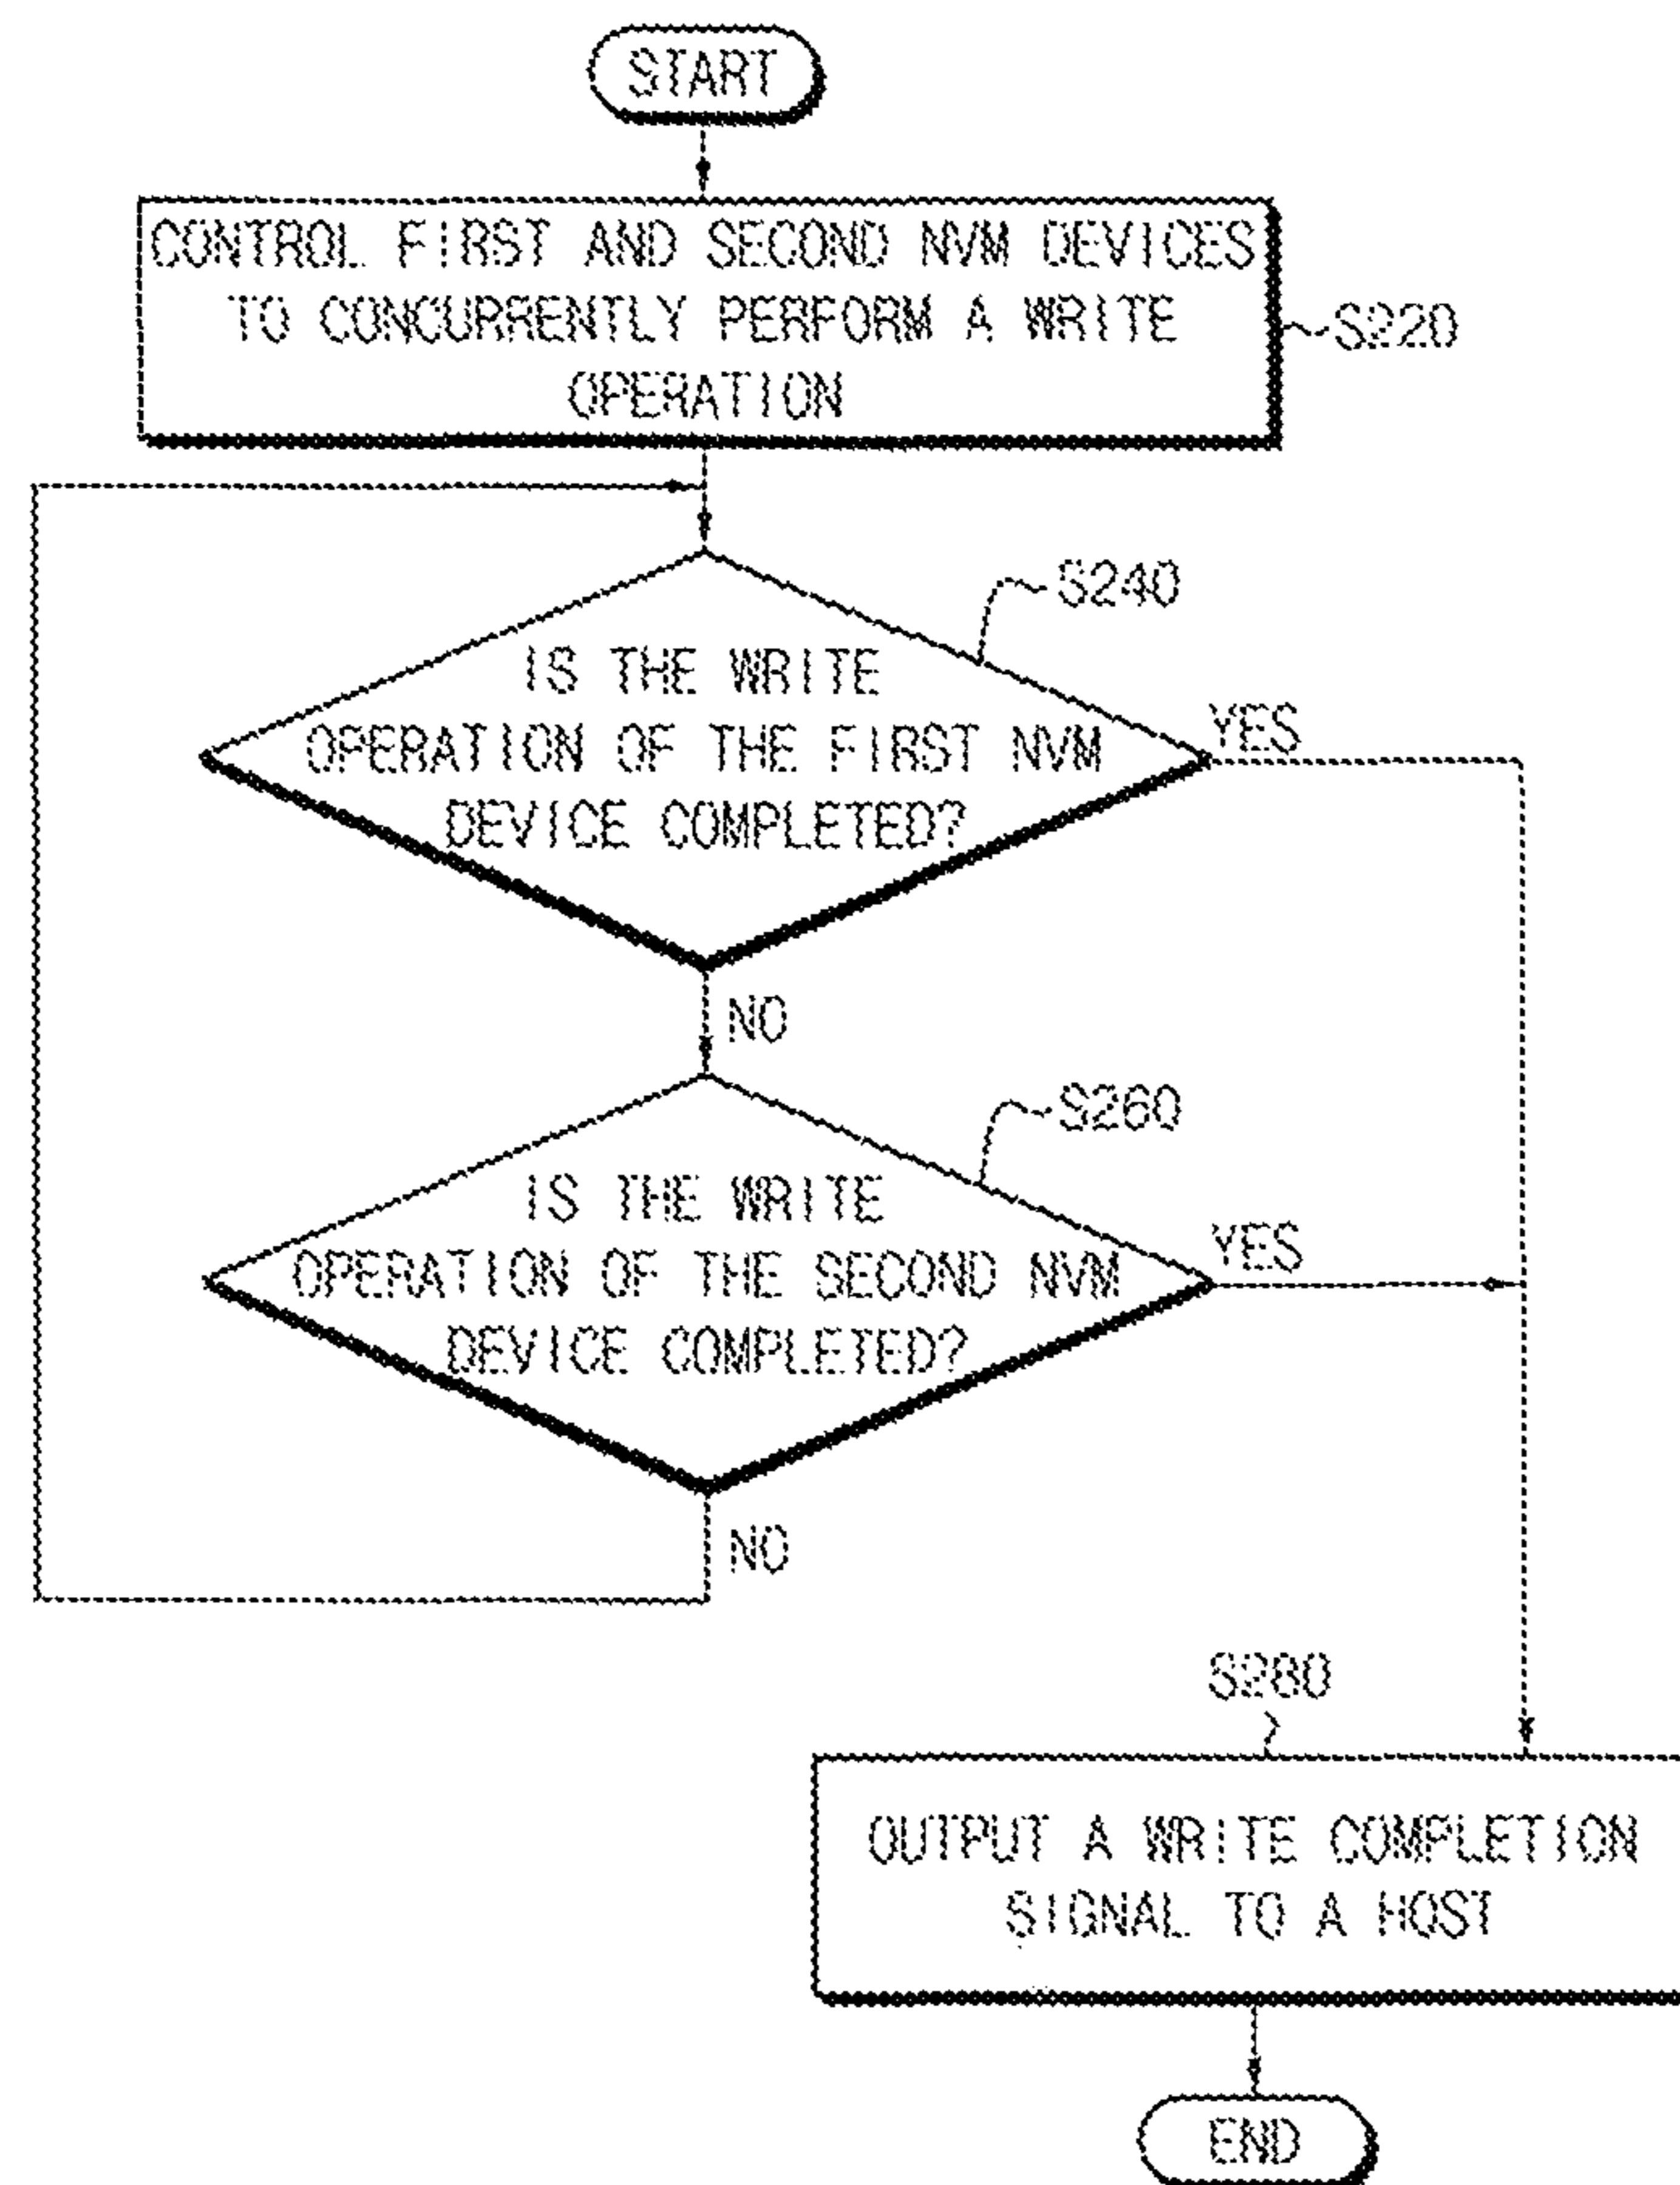 START
CONTROL FIRST AND SECOND NVM DEVICES
TO CONCURRENTLY PERFORM A WRITE
OPERATION
S220
S240
IS THE WRITE
OPERATION OF THE FIRST NVM
DEVICE COMPLETED?
YES
NO
S260
IS THE WRITE
OPERATION OF THE SECOND NVM
DEVICE COMPLETED?
YES
NO
S280
OUTPUT A WRITE COMPLETION
SIGNAL TO A HOST
END